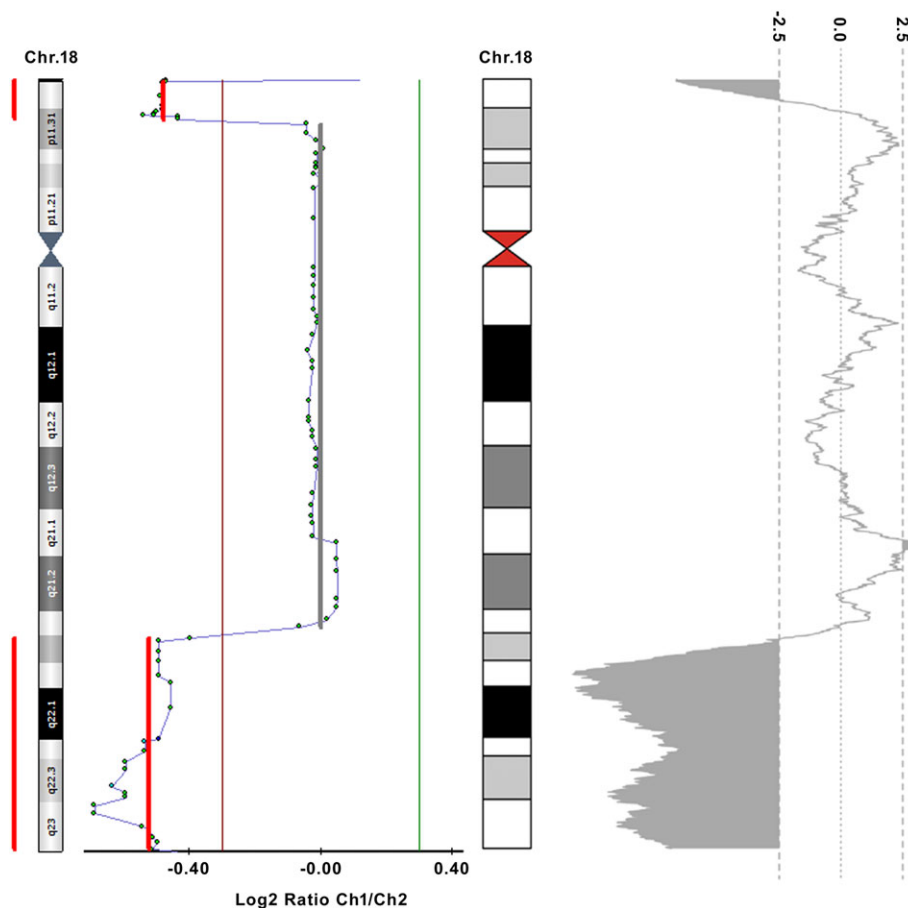 -2.5
0.0
2.5
Chr.18
Chr.18
p11.31
p11.21
q11.2
q12.1
q12.2
q12.3
q21.1
q21.2
q22.1
q22.3
q23
-0.40
-0.00
0.40
Log2 Ratio Ch1/Ch2